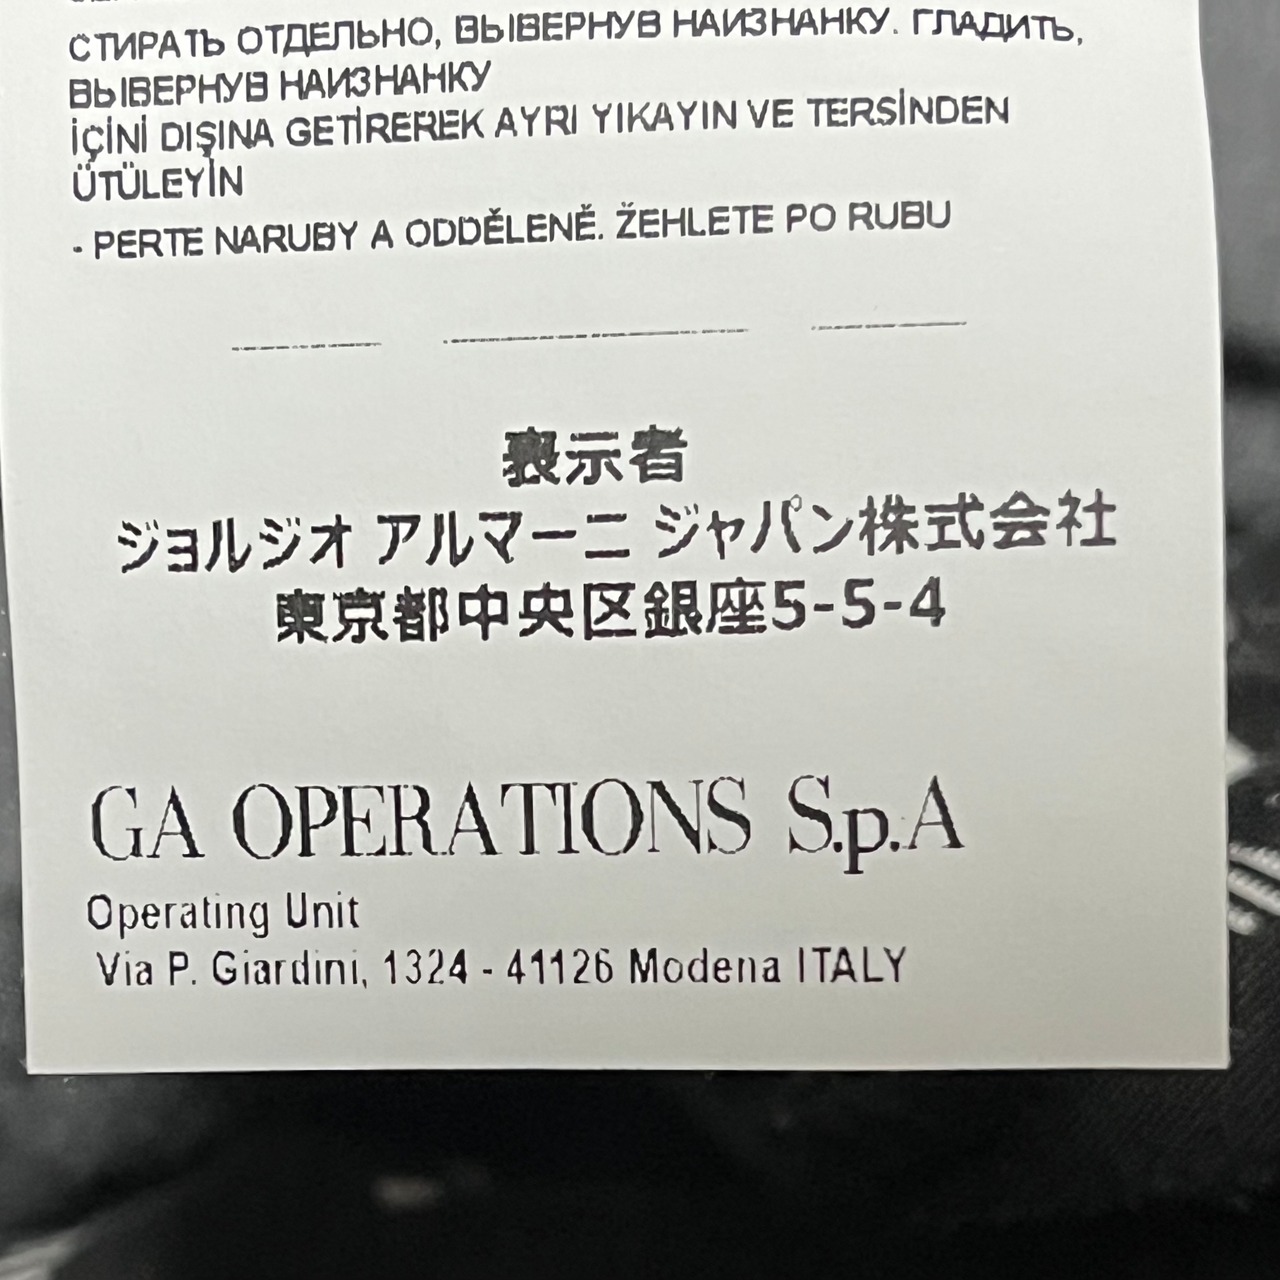 СТИРАТЬ ОТДЕЛЬНО, ВЫВЕРНУВ НАИЗНАНКУ. ГЛАДИТЬ,
ВЫВЕРНУВ НАИЗНАНКУ
İÇİNİ DIŞINA GETİREREK AYRI YIKAYIN VE TERSİNDEN
ÜTÜLEYİN
- PERTE NARUBY A ODDĚLENĚ. ŽEHLETE PO RUBU
表示者
ジョルジオ アルマーニ ジャパン株式会社
東京都中央区銀座5-5-4
GA OPERATIONS S.p.A
Operating Unit
Via P. Giardini, 1324 - 41126 Modena ITALY